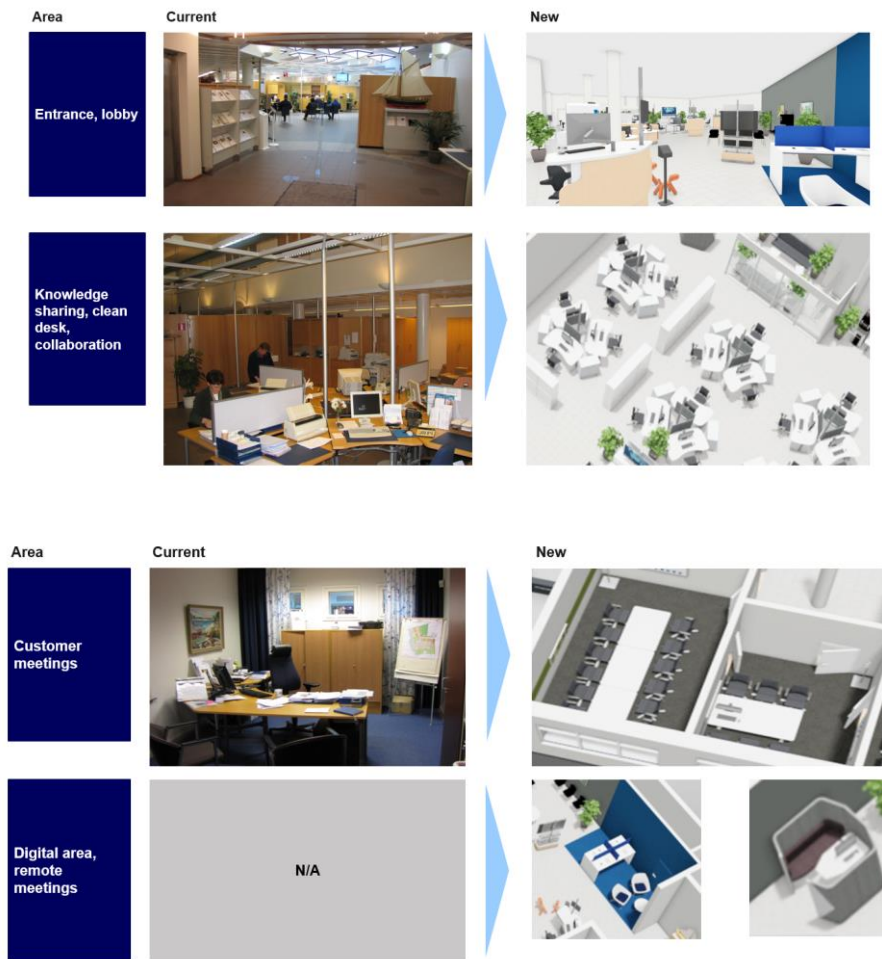 Area
Current
New
Entrance, lobby
Knowledge
sharing, clean
desk,
collaboration
Area
Current
New
Customer
meetings
Digital area,
remote
meetings
N/A